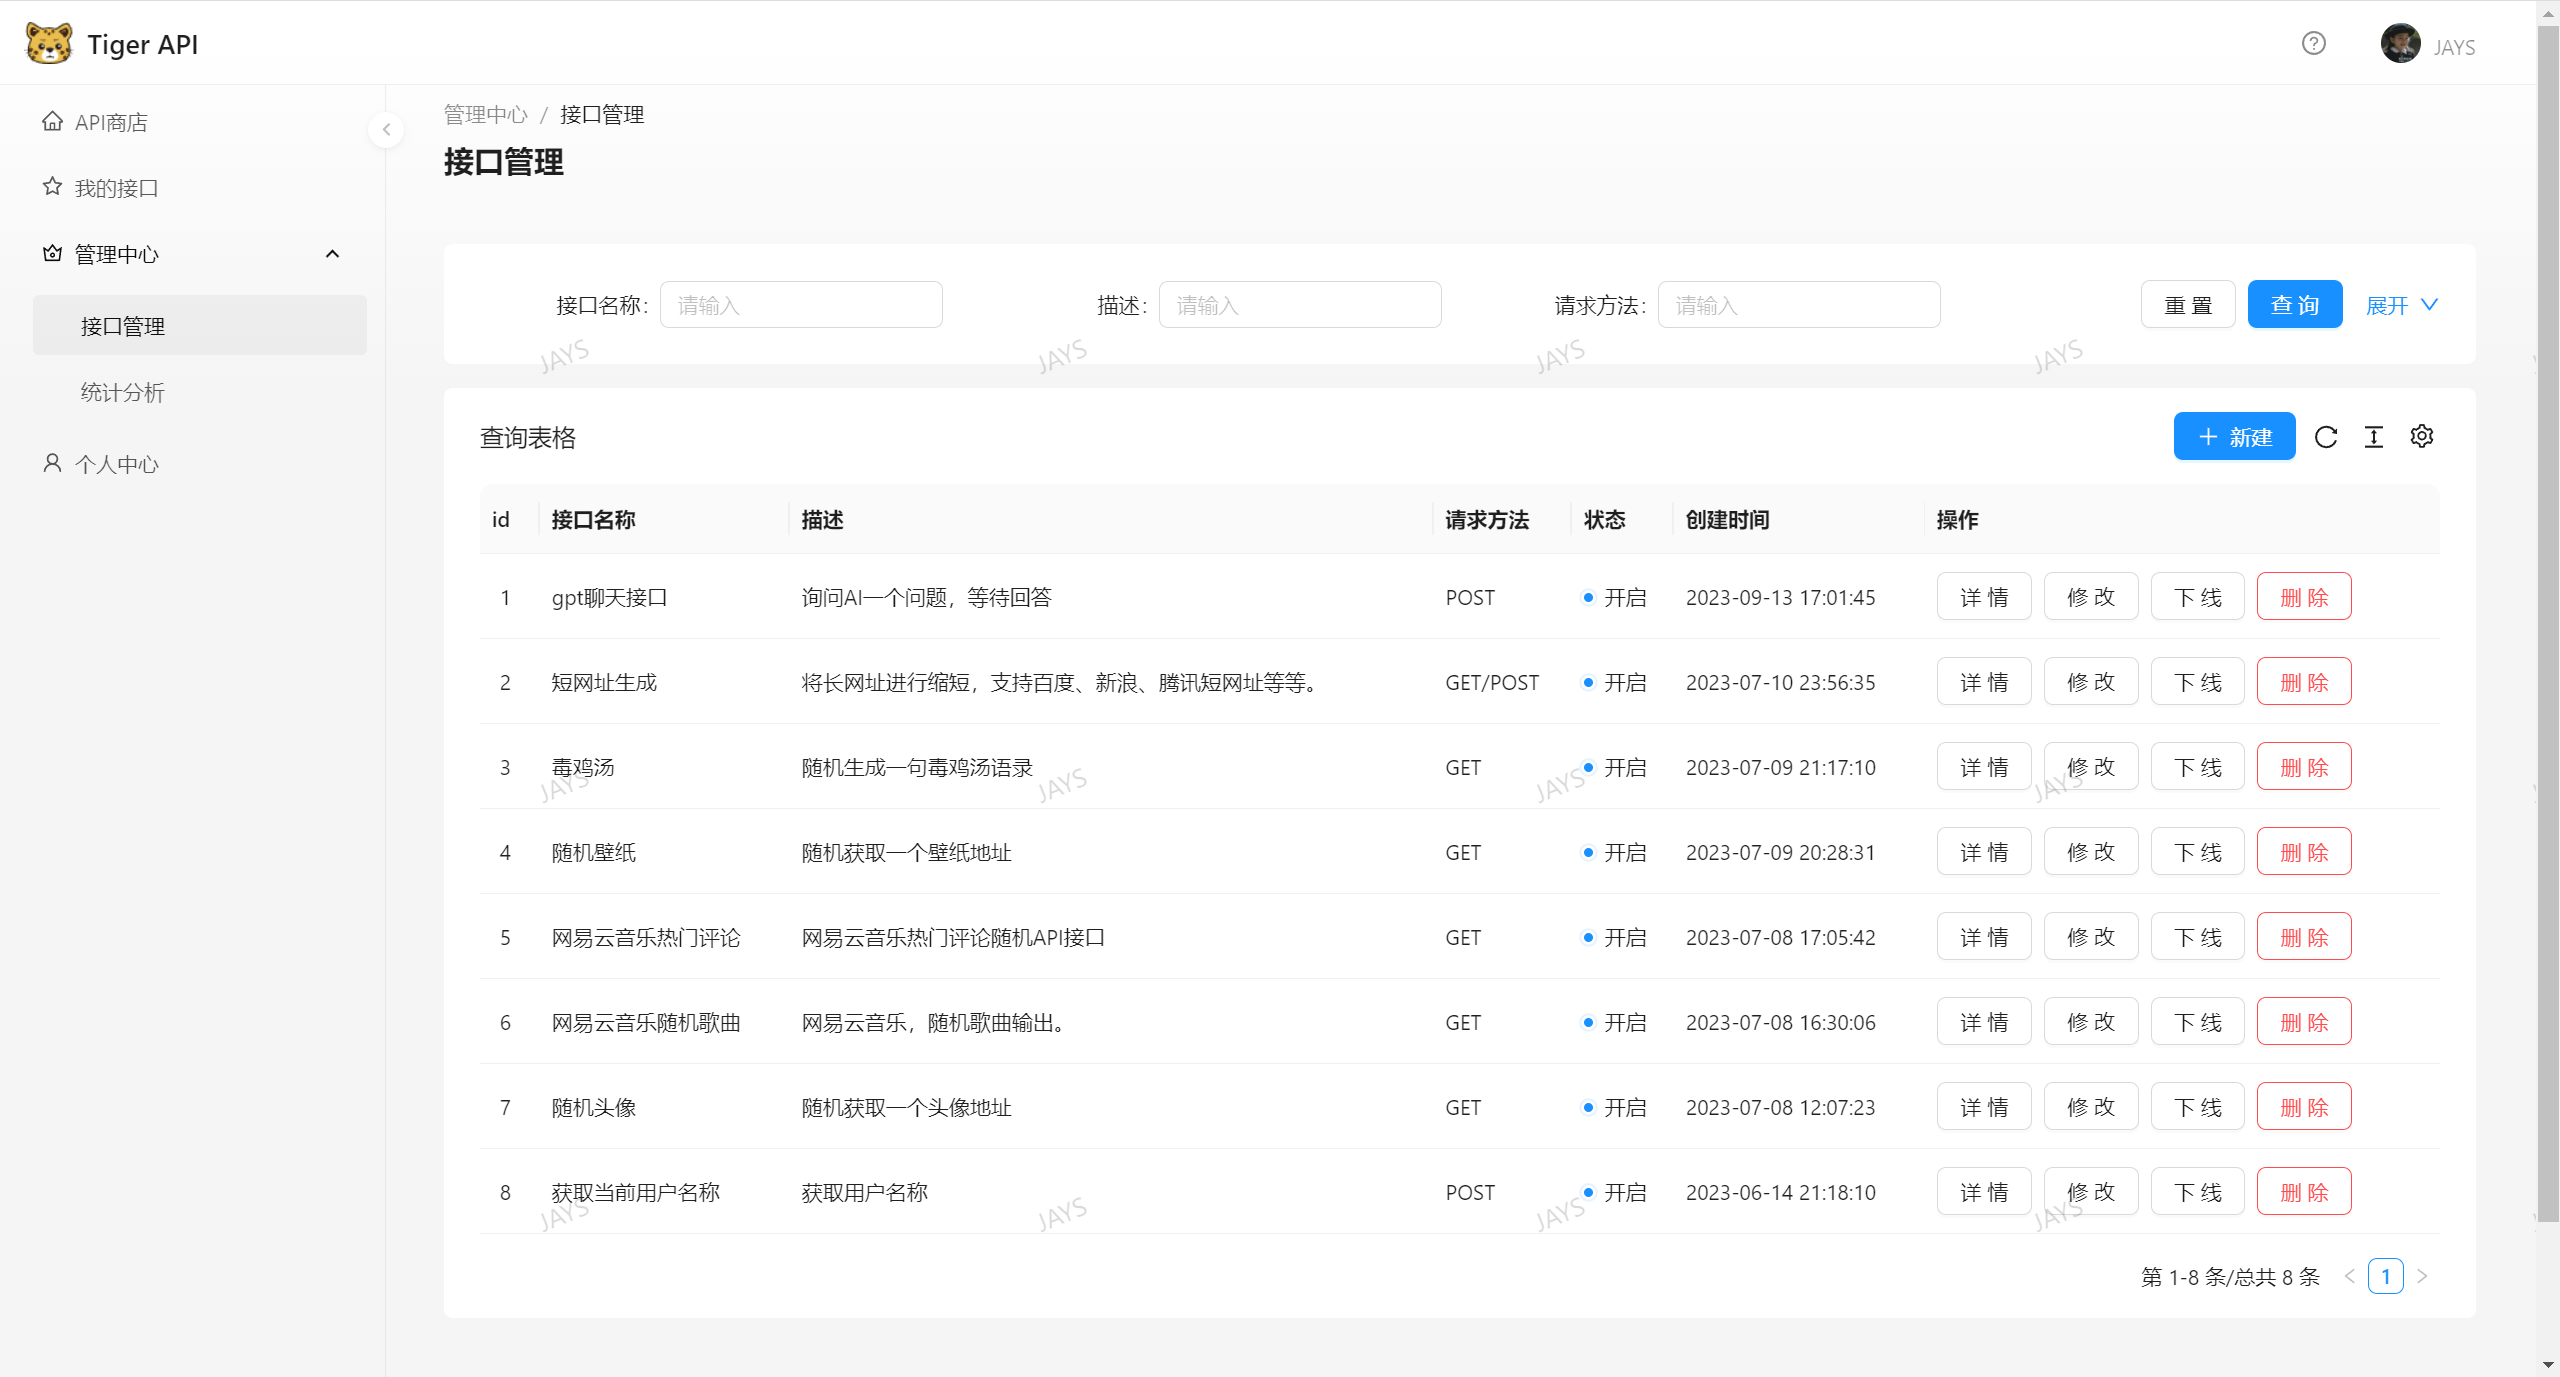 Tiger API
JAYS
API商店
我的接口
管理中心
接口管理
统计分析
个人中心
管理中心 / 接口管理
接口管理
接口名称: 请输入 描述: 请输入 请求方法: 请输入 重 置 查 询 展开
JAYS JAYS JAYS JAYS
查询表格 新建
id 接口名称 描述 请求方法 状态 创建时间 操作
1 gpt聊天接口 询问AI一个问题，等待回答 POST 开启 2023-09-13 17:01:45 详 情 修 改 下 线 删 除
2 短网址生成 将长网址进行缩短，支持百度、新浪、腾讯短网址等等。 GET/POST 开启 2023-07-10 23:56:35 详 情 修 改 下 线 删 除
3 毒鸡汤 随机生成一句毒鸡汤语录 GET 开启 2023-07-09 21:17:10 详 情 修 改 下 线 删 除
JAYS JAYS JAYS JAYS
4 随机壁纸 随机获取一个壁纸地址 GET 开启 2023-07-09 20:28:31 详 情 修 改 下 线 删 除
5 网易云音乐热门评论 网易云音乐热门评论随机API接口 GET 开启 2023-07-08 17:05:42 详 情 修 改 下 线 删 除
6 网易云音乐随机歌曲 网易云音乐，随机歌曲输出。 GET 开启 2023-07-08 16:30:06 详 情 修 改 下 线 删 除
7 随机头像 随机获取一个头像地址 GET 开启 2023-07-08 12:07:23 详 情 修 改 下 线 删 除
8 获取当前用户名称 获取用户名称 POST 开启 2023-06-14 21:18:10 详 情 修 改 下 线 删 除
JAYS JAYS JAYS JAYS
第 1-8 条/总共 8 条 < 1 >